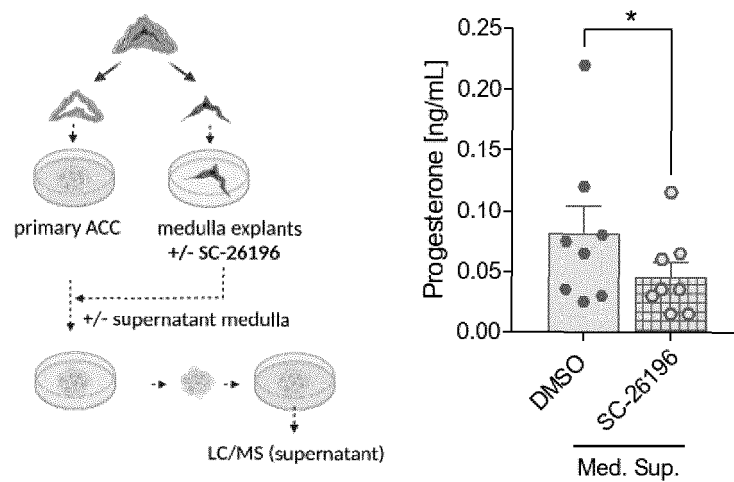 primary ACC
medulla explants
+/- SC-26196
+/- supernatant medulla
LC/MS (supernatant)
Progesterone [ng/mL]
0.25
0.20
0.15
0.10
0.05
0.00
*
DMSO
SC-26196
Med. Sup.